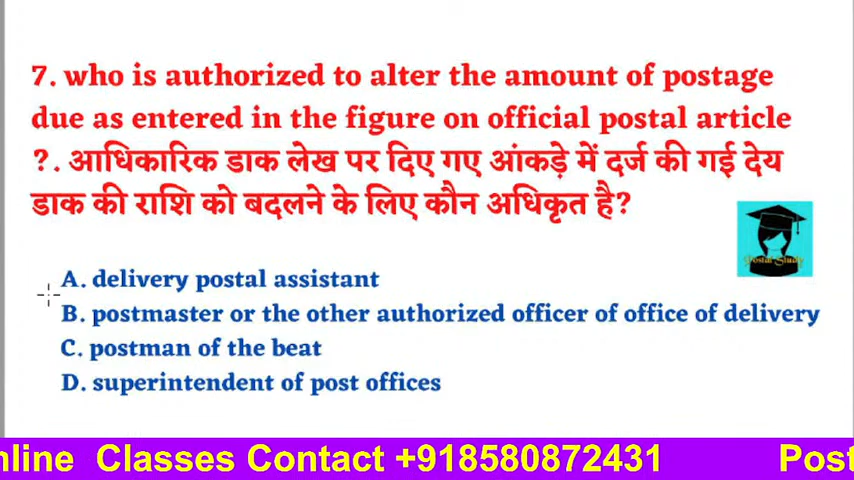 7. who is authorized to alter the amount of postage
due as entered in the figure on official postal article
?. आधिकारिक डाक लेख पर दिए गए आंकड़े में दर्ज की गई देय
डाक की राशि को बदलने के लिए कौन अधिकृत है?
Postal Study
A. delivery postal assistant
B. postmaster or the other authorized officer of office of delivery
C. postman of the beat
D. superintendent of post offices
nline Classes Contact +918580872431 Post